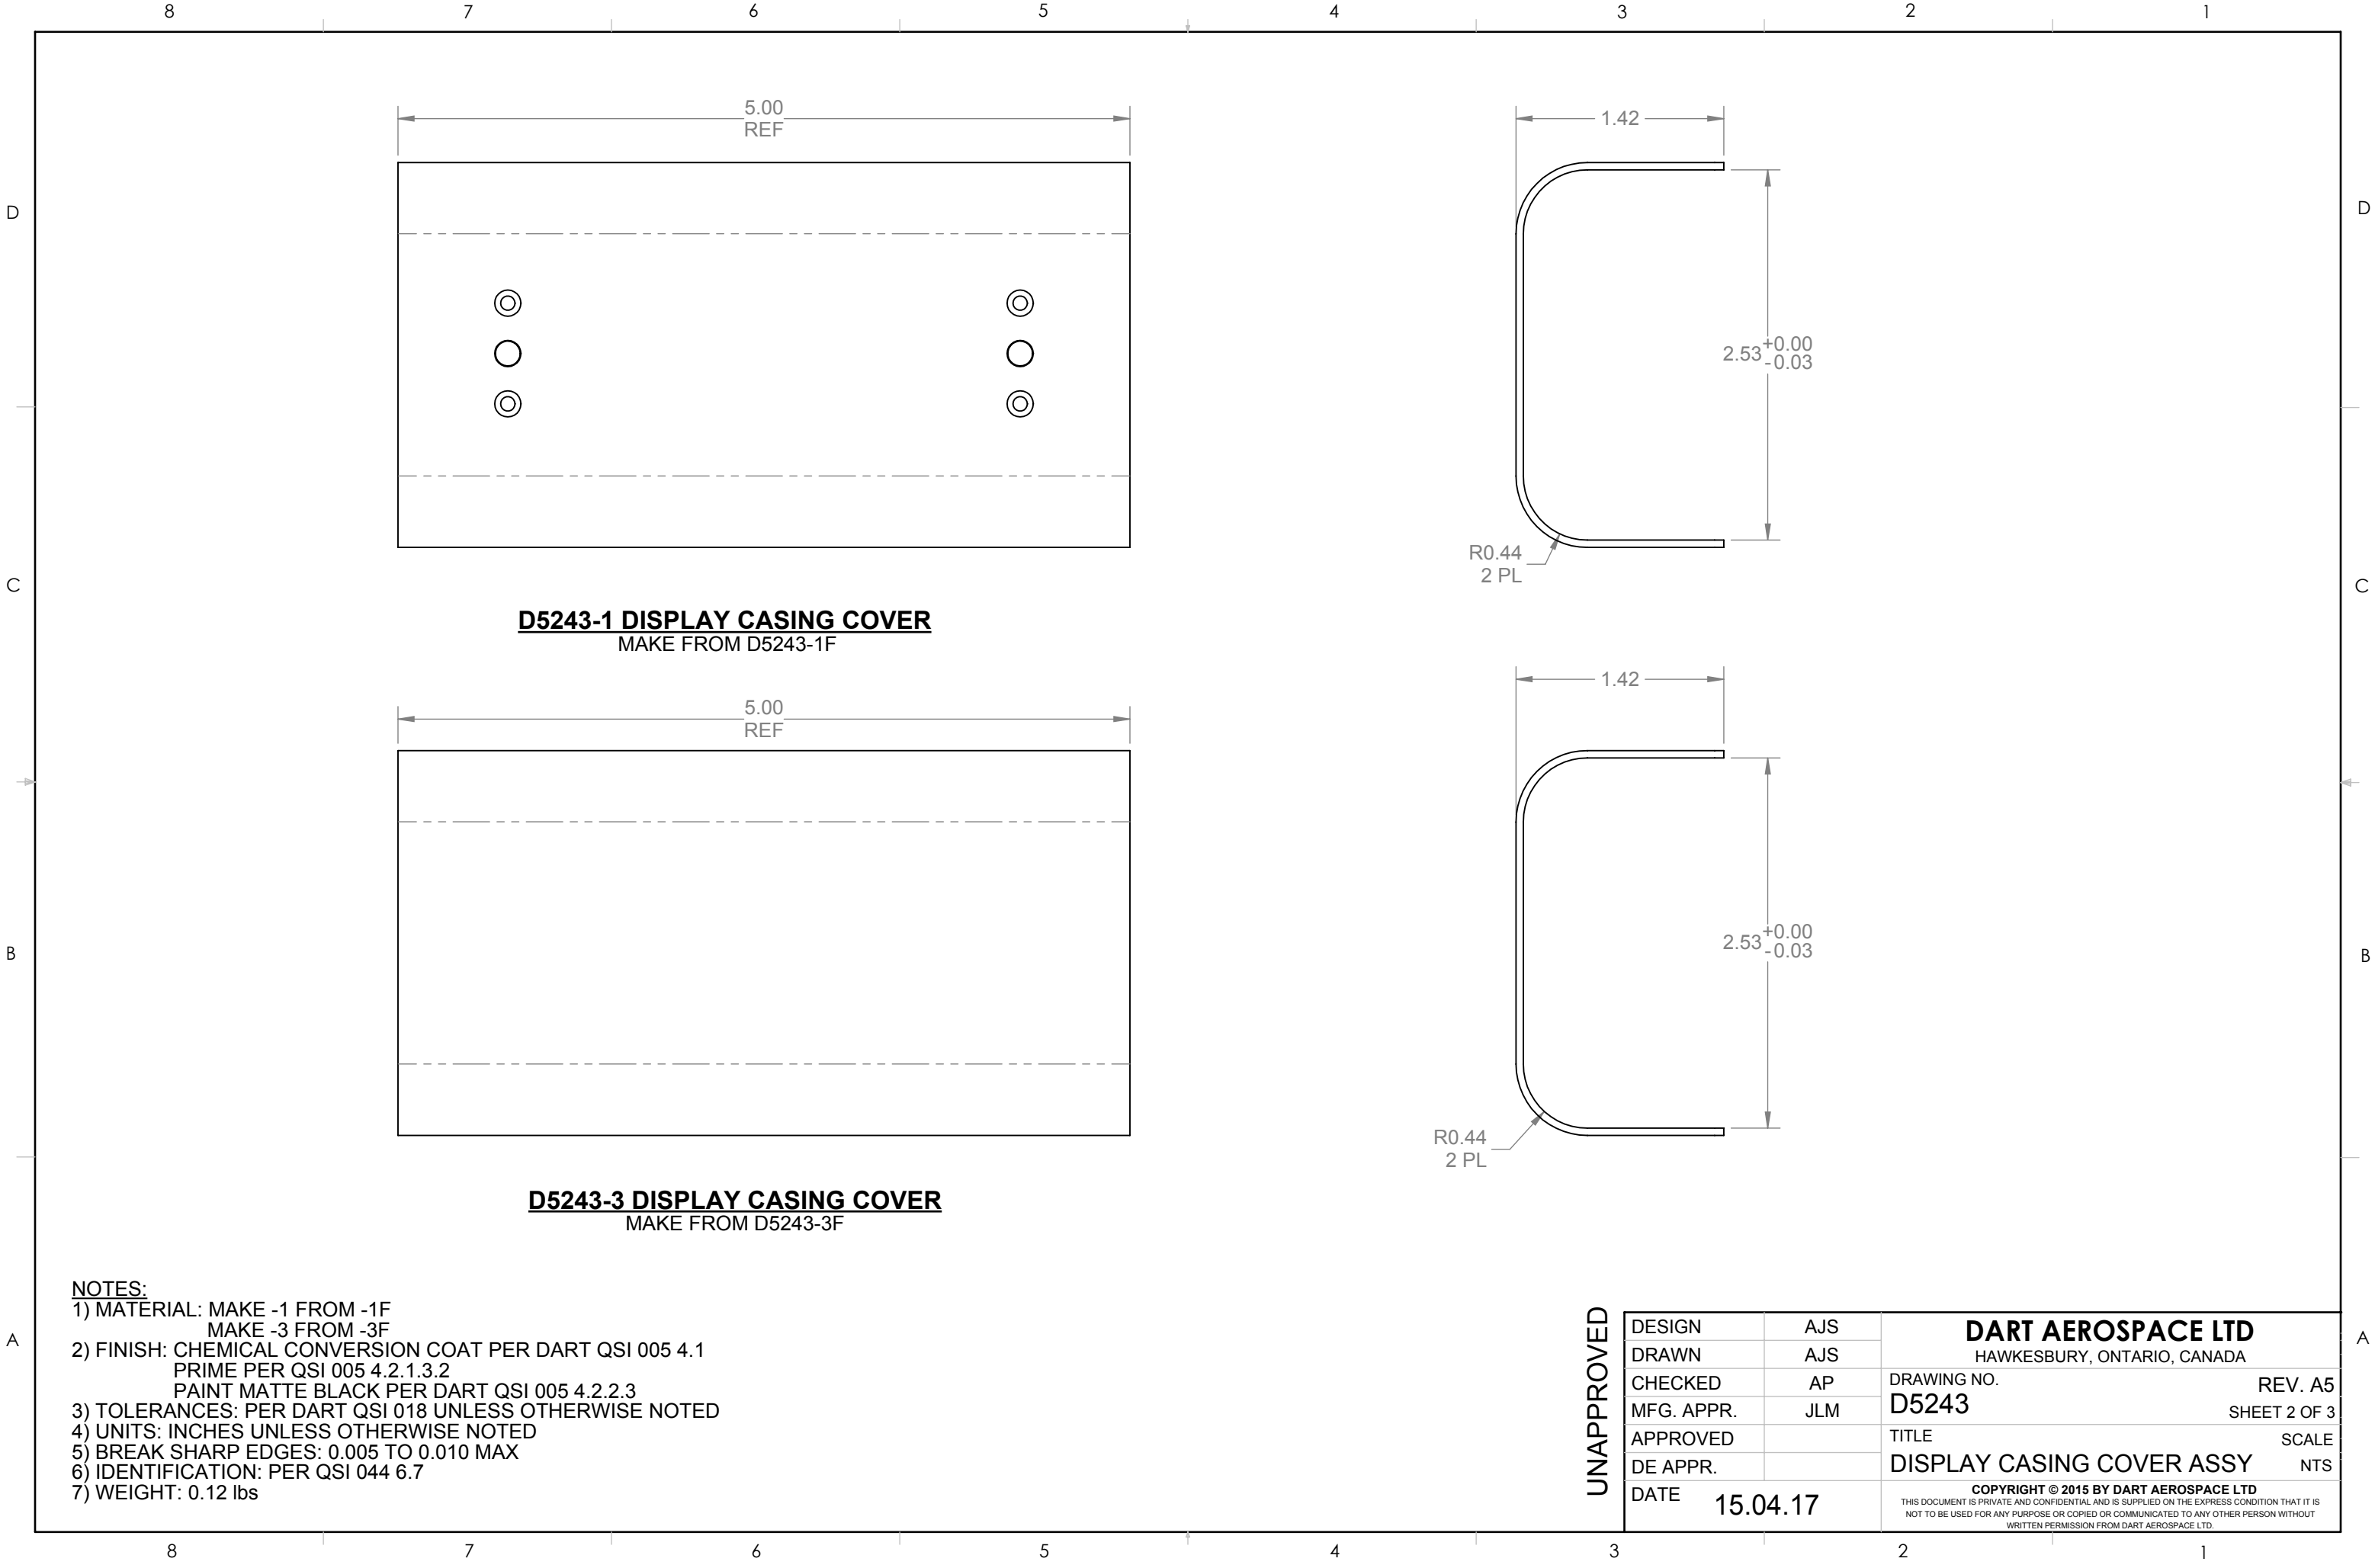 8 7 6 5 4 3 2 1
5.00
REF
1.42
D
D
2.53 +0.00
-0.03
R0.44
2 PL
C
C
D5243-1 DISPLAY CASING COVER
MAKE FROM D5243-1F
5.00
REF
1.42
2.53 +0.00
-0.03
B
B
R0.44
2 PL
D5243-3 DISPLAY CASING COVER
MAKE FROM D5243-3F
NOTES:
1) MATERIAL: MAKE -1 FROM -1F
MAKE -3 FROM -3F
2) FINISH: CHEMICAL CONVERSION COAT PER DART QSI 005 4.1
PRIME PER QSI 005 4.2.1.3.2
PAINT MATTE BLACK PER DART QSI 005 4.2.2.3
3) TOLERANCES: PER DART QSI 018 UNLESS OTHERWISE NOTED
4) UNITS: INCHES UNLESS OTHERWISE NOTED
5) BREAK SHARP EDGES: 0.005 TO 0.010 MAX
6) IDENTIFICATION: PER QSI 044 6.7
7) WEIGHT: 0.12 lbs
A
A
UNAPPROVED
DESIGN AJS
DRAWN AJS
CHECKED AP
MFG. APPR. JLM
APPROVED
DE APPR.
DATE 15.04.17
DART AEROSPACE LTD
HAWKESBURY, ONTARIO, CANADA
DRAWING NO. REV. A5
D5243 SHEET 2 OF 3
TITLE SCALE
DISPLAY CASING COVER ASSY NTS
COPYRIGHT © 2015 BY DART AEROSPACE LTD
THIS DOCUMENT IS PRIVATE AND CONFIDENTIAL AND IS SUPPLIED ON THE EXPRESS CONDITION THAT IT IS
NOT TO BE USED FOR ANY PURPOSE OR COPIED OR COMMUNICATED TO ANY OTHER PERSON WITHOUT
WRITTEN PERMISSION FROM DART AEROSPACE LTD.
8 7 6 5 4 3 2 1